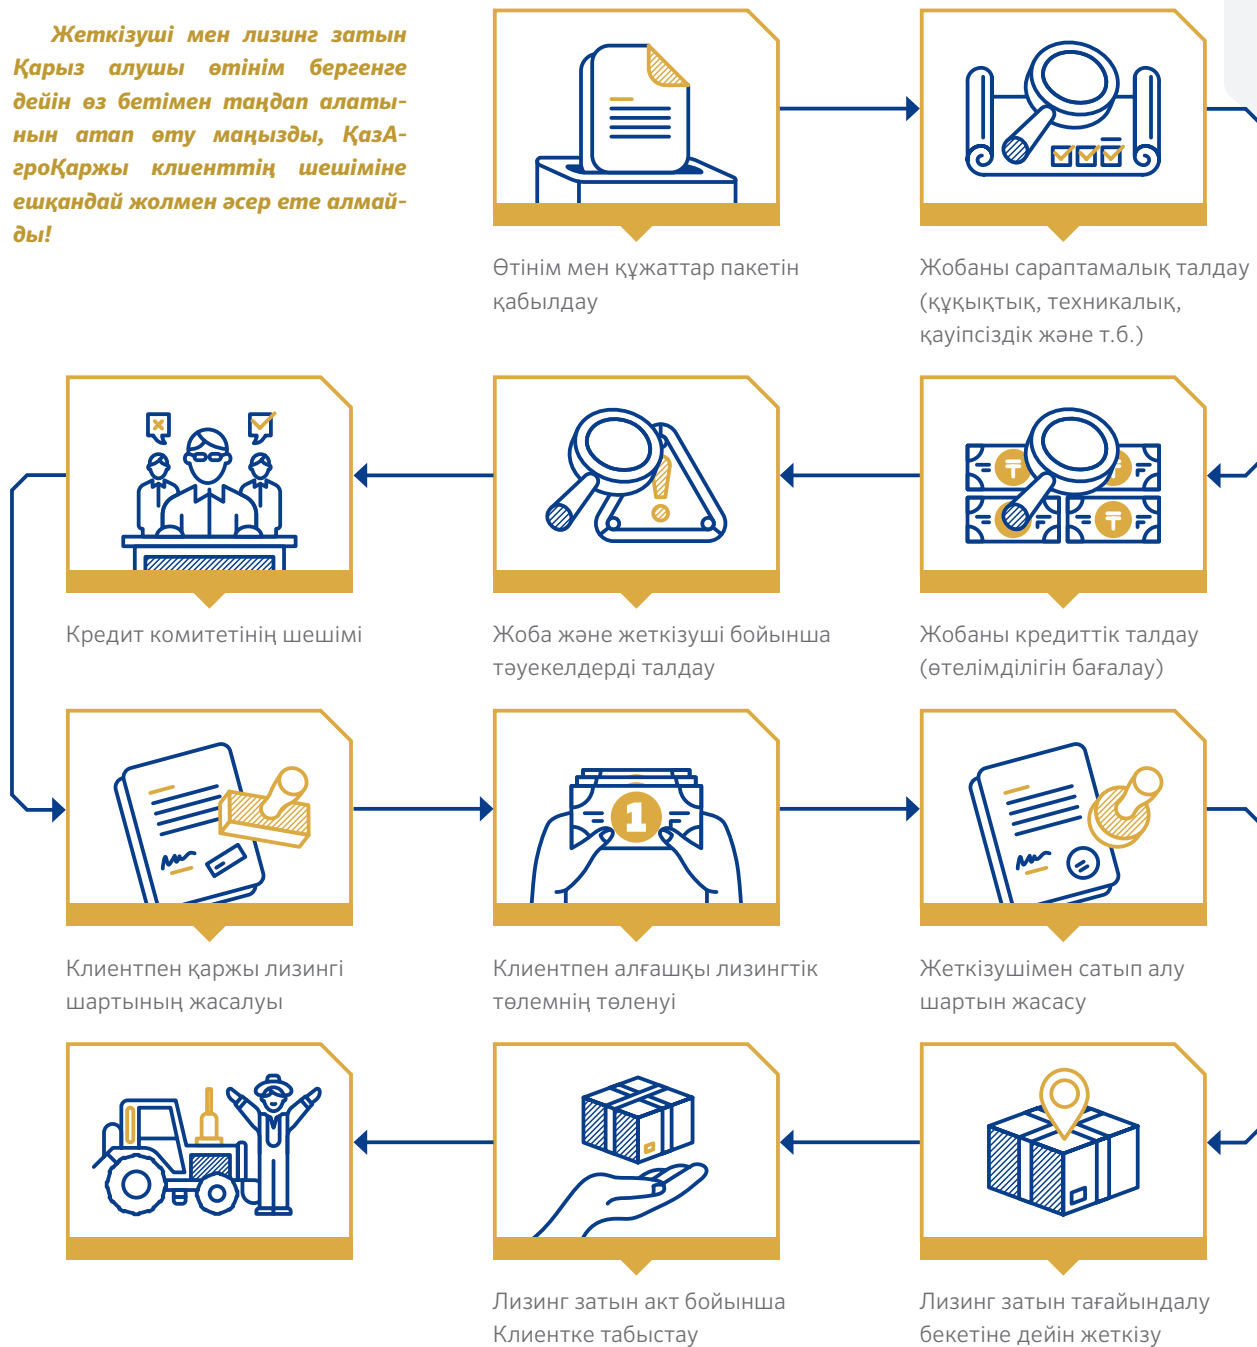 Жеткізуші мен лизинг затын
Қарыз алушы өтінім бергенге
дейін өз бетімен таңдап алаты-
нын атап өту маңызды, ҚазА-
гроҚаржы клиенттің шешіміне
ешқандай жолмен әсер ете алмай-
ды!
Өтінім мен құжаттар пакетін
қабылдау
Жобаны сараптамалық талдау
(құқықтық, техникалық,
қауіпсіздік және т.б.)
Кредит комитетінің шешімі
Жоба және жеткізуші бойынша
тәуекелдерді талдау
Жобаны кредиттік талдау
(өтелімділігін бағалау)
1
Клиентпен қаржы лизингі
шартының жасалуы
Клиентпен алғашқы лизингтік
төлемнің төленуі
Жеткізушімен сатып алу
шартын жасасу
Лизинг затын акт бойынша
Клиентке табыстау
Лизинг затын тағайындалу
бекетіне дейін жеткізу